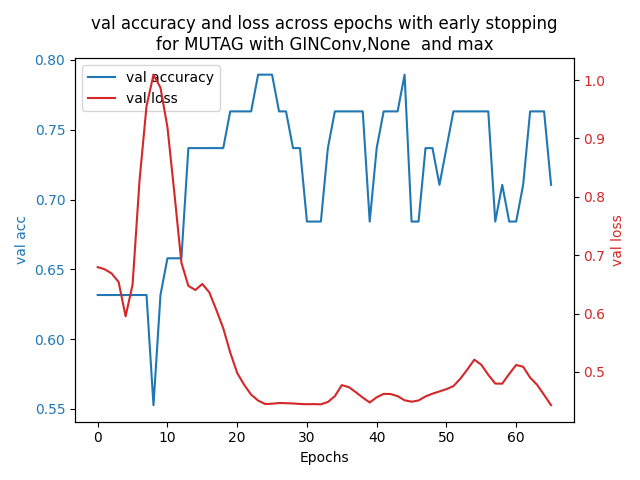 val accuracy and loss across epochs with early stopping
for MUTAG with GINConv,None  and max
val accuracy
val loss
0.80
0.75
0.70
0.65
0.60
0.55
val acc
1.0
0.9
0.8
0.7
0.6
0.5
val loss
0 10 20 30 40 50 60
Epochs